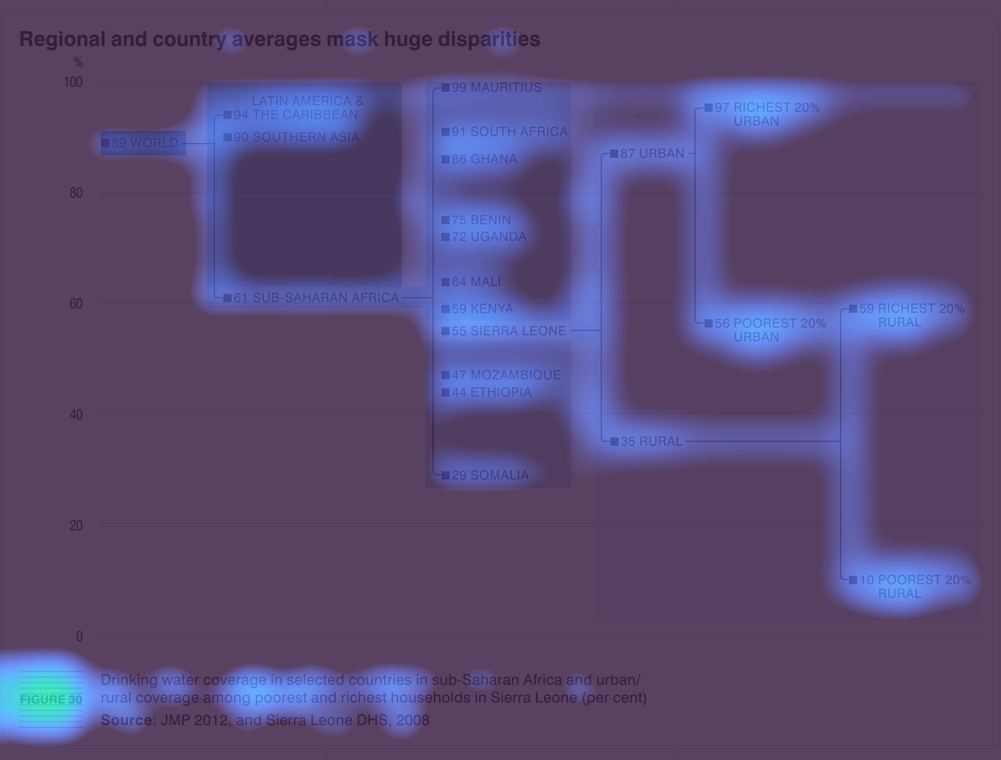 Regional and country averages mask huge disparities
%
100
80
60
40
20
0
89 WORLD
LATIN AMERICA &
94 THE CARIBBEAN
90 SOUTHERN ASIA
61 SUB-SAHARAN AFRICA
99 MAURITIUS
91 SOUTH AFRICA
86 GHANA
75 BENIN
72 UGANDA
64 MALI
59 KENYA
55 SIERRA LEONE
47 MOZAMBIQUE
44 ETHIOPIA
29 SOMALIA
87 URBAN
35 RURAL
97 RICHEST 20%
URBAN
56 POOREST 20%
URBAN
59 RICHEST 20%
RURAL
10 POOREST 20%
RURAL
FIGURE 30
Drinking water coverage in selected countries in sub-Saharan Africa and urban/
rural coverage among poorest and richest households in Sierra Leone (per cent)
Source: JMP 2012, and Sierra Leone DHS, 2008